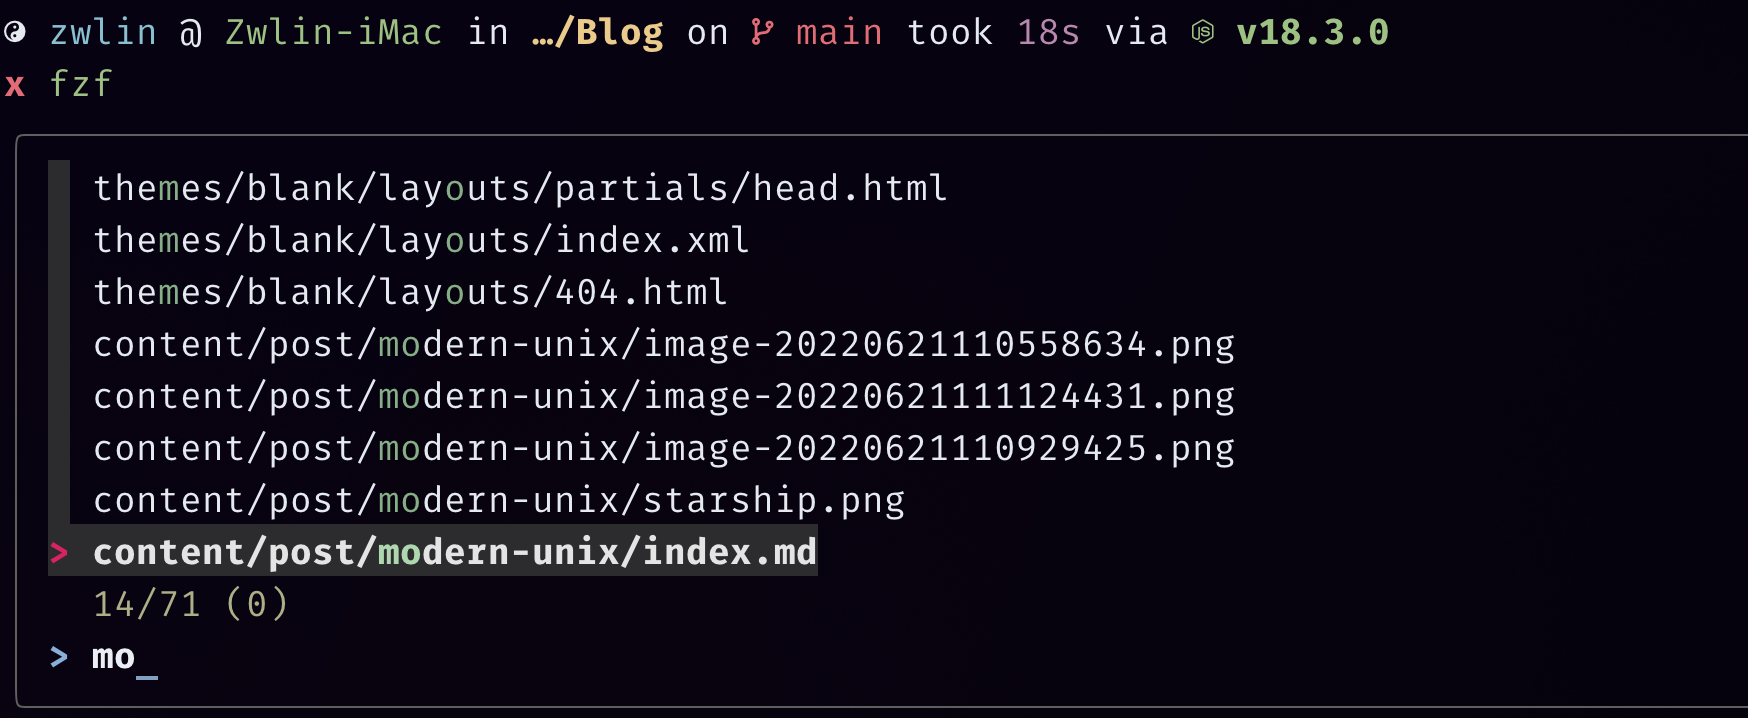 zwlin @ Zwlin-iMac in …/Blog on main took 18s via v18.3.0
x fzf
themes/blank/layouts/partials/head.html
themes/blank/layouts/index.xml
themes/blank/layouts/404.html
content/post/modern-unix/image-20220621110558634.png
content/post/modern-unix/image-20220621111124431.png
content/post/modern-unix/image-20220621110929425.png
content/post/modern-unix/starship.png
> content/post/modern-unix/index.md
14/71 (0)
> mo_